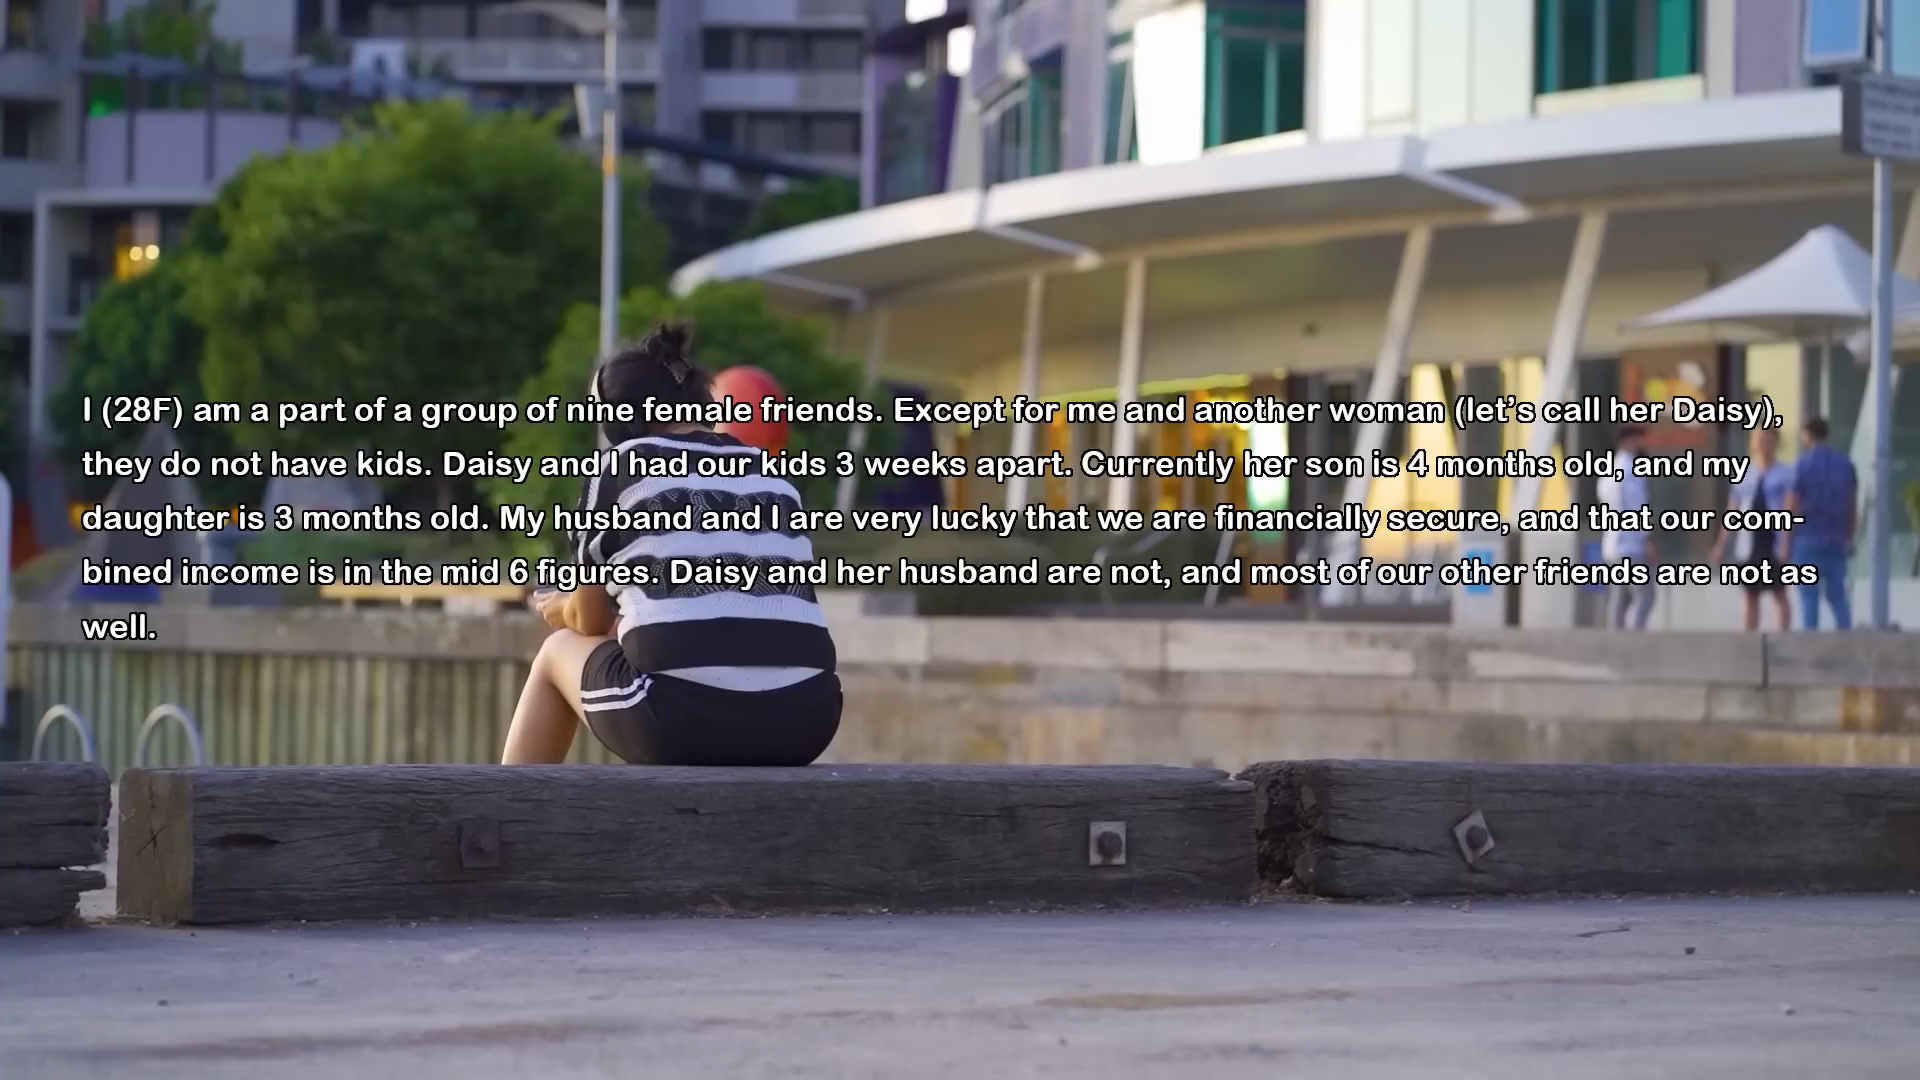 I (28F) am a part of a group of nine female friends. Except for me and another woman (let’s call her Daisy),
they do not have kids. Daisy and I had our kids 3 weeks apart. Currently her son is 4 months old, and my
daughter is 3 months old. My husband and I are very lucky that we are financially secure, and that our com-
bined income is in the mid 6 figures. Daisy and her husband are not, and most of our other friends are not as
well.